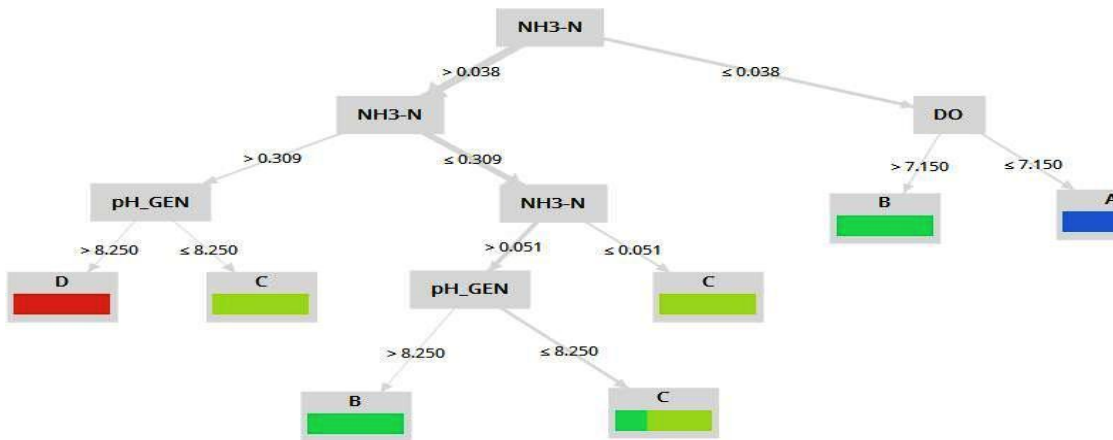 NH3-N
> 0.038
≤ 0.038
NH3-N
DO
> 0.309
≤ 0.309
> 7.150
≤ 7.150
pH_GEN
NH3-N
B
A
> 8.250
≤ 8.250
> 0.051
≤ 0.051
D
C
pH_GEN
C
> 8.250
≤ 8.250
B
C